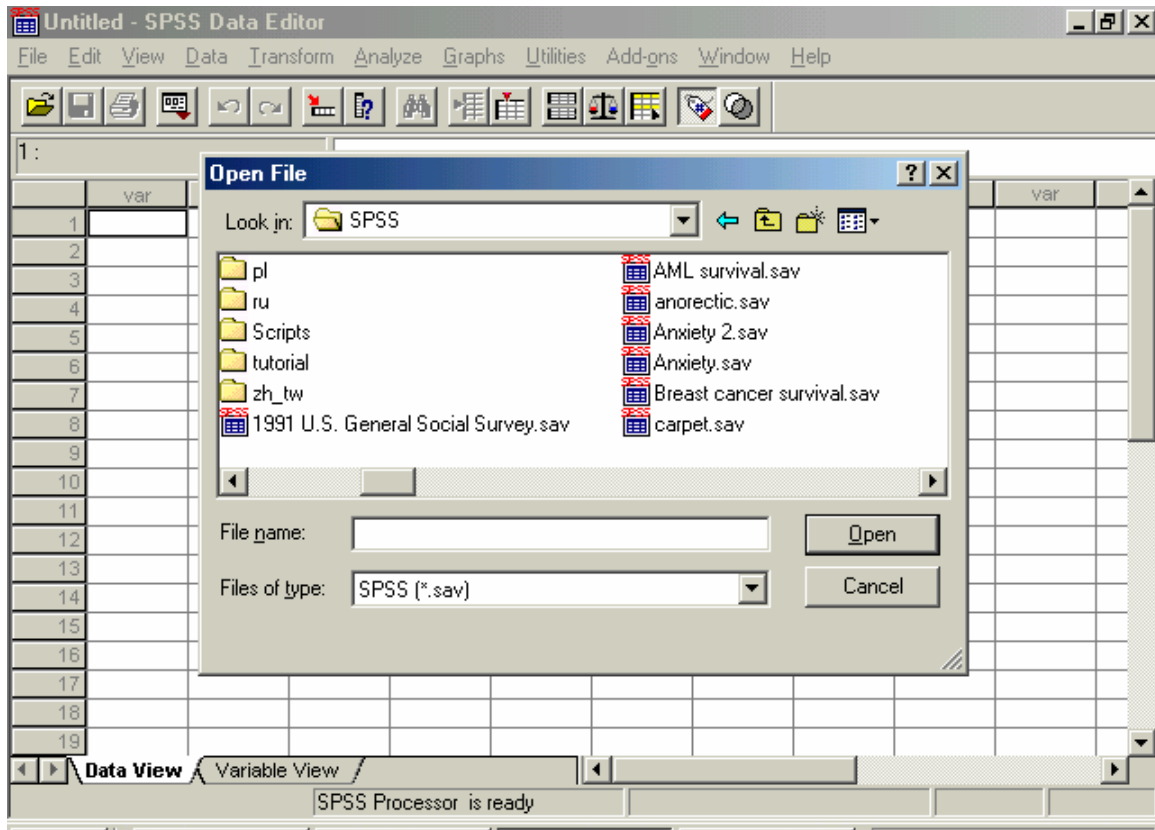 Untitled - SPSS Data Editor
File Edit View Data Transform Analyze Graphs Utilities Add-ons Window Help
1 :
Open File
var
var
Look in: SPSS
1
2
3
4
5
6
7
8
9
10
11
12
13
14
15
16
17
18
19
pl
ru
Scripts
tutorial
zh_tw
1991 U.S. General Social Survey.sav
AML survival.sav
anorectic.sav
Anxiety 2.sav
Anxiety.sav
Breast cancer survival.sav
carpet.sav
File name:
Open
Files of type: SPSS (*.sav)
Cancel
Data View Variable View
SPSS Processor is ready